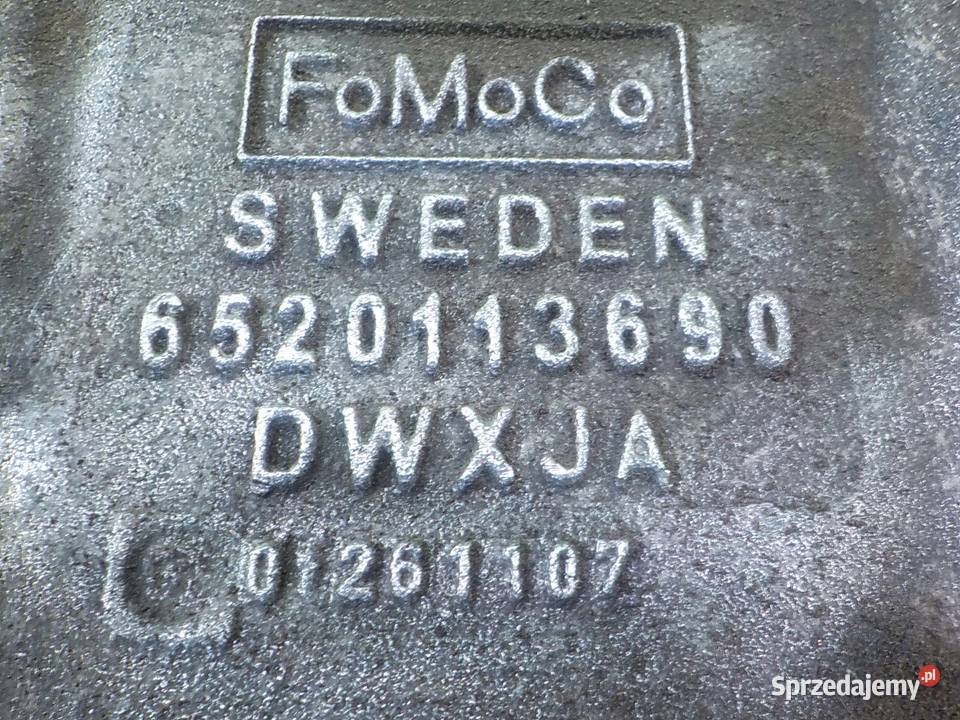 FoMoCo
SWEDEN
6520113690
DWXJA
01261107
Sprzedajemy.pl